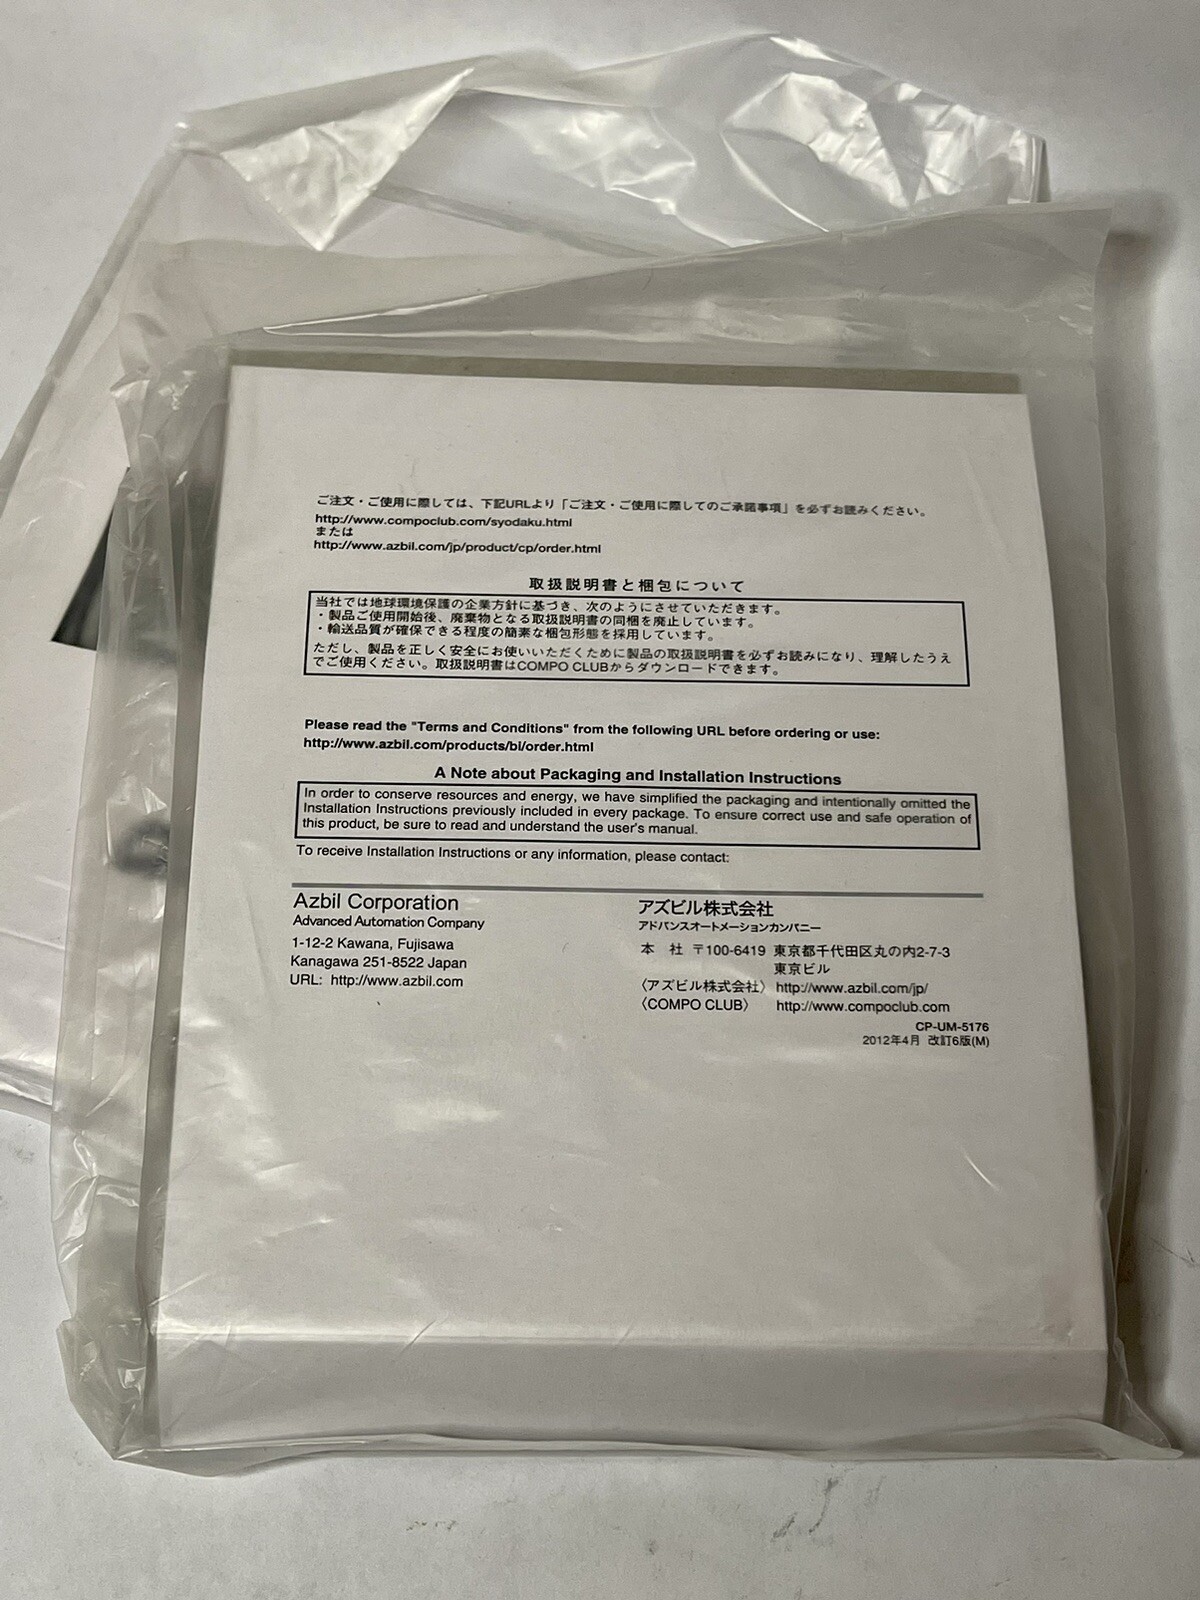 ご注文・ご使用に際しては、下記URLより「ご注文・ご使用に際してのご承諾事項」を必ずお読みください。
http://www.compoclub.com/syodaku.html
または
http://www.azbil.com/jp/product/cp/order.html
取扱説明書と梱包について
当社では地球環境保護の企業方針に基づき、次のようにさせていただきます。
・製品ご使用開始後、廃棄物となる取扱説明書の同梱を廃止しています。
・輸送品質が確保できる程度の簡素な梱包形態を採用しています。
ただし、製品を正しく安全にお使いいただくために製品の取扱説明書を必ずお読みになり、理解したうえ
でご使用ください。取扱説明書はCOMPO CLUBからダウンロードできます。
Please read the "Terms and Conditions" from the following URL before ordering or use:
http://www.azbil.com/products/bi/order.html
A Note about Packaging and Installation Instructions
In order to conserve resources and energy, we have simplified the packaging and intentionally omitted the
Installation Instructions previously included in every package. To ensure correct use and safe operation of
this product, be sure to read and understand the user's manual.
To receive Installation Instructions or any information, please contact:
Azbil Corporation
Advanced Automation Company
1-12-2 Kawana, Fujisawa
Kanagawa 251-8522 Japan
URL: http://www.azbil.com
アズビル株式会社
アドバンスオートメーションカンパニー
本 社 〒100-6419 東京都千代田区丸の内2-7-3
東京ビル
〈アズビル株式会社〉 http://www.azbil.com/jp/
〈COMPO CLUB〉 http://www.compoclub.com
CP-UM-5176
2012年4月 改訂6版(M)